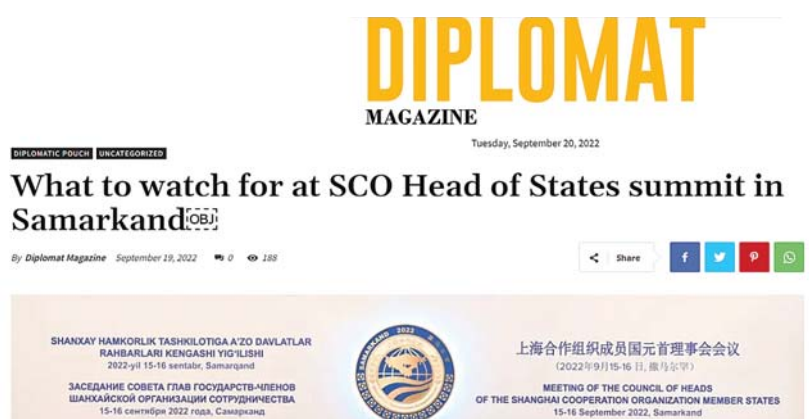 DIPLOMAT
MAGAZINE
Tuesday, September 20, 2022
DIPLOMATIC POUCH UNCATEGORIZED
What to watch for at SCO Head of States summit in
Samarkand OBJ
By Diplomat Magazine September 19, 2022 0 188
Share
SHANXAY HAMKORLIK TASHKILOTIGA A'ZO DAVLATLAR
RAHBARLARI KENGASHI YIG'ILISHI
2022-yil 15-16 sentabr, Samarqand
ЗАСЕДАНИЕ СОВЕТА ГЛАВ ГОСУДАРСТВ-ЧЛЕНОВ
ШАНХАЙСКОЙ ОРГАНИЗАЦИИ СОТРУДНИЧЕСТВА
15-16 сентября 2022 года, Самарканд
SAMARKAND 2022
上海合作组织成员国元首理事会会议
(2022年9月15-16日, 撒马尔罕)
MEETING OF THE COUNCIL OF HEADS
OF THE SHANGHAI COOPERATION ORGANIZATION MEMBER STATES
15-16 September 2022, Samarkand